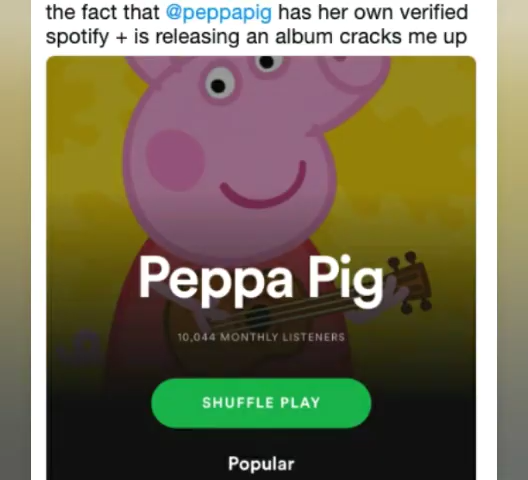 the fact that @peppapig has her own verified
spotify + is releasing an album cracks me up
Peppa Pig
10,044 MONTHLY LISTENERS
SHUFFLE PLAY
Popular